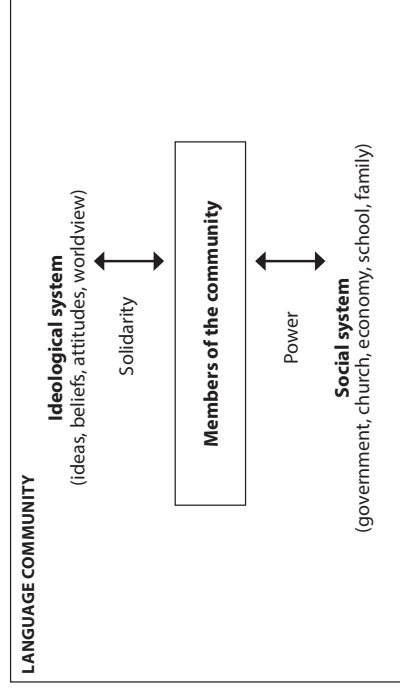 LANGUAGE COMMUNITY
Ideological system
(ideas, beliefs, attitudes, worldview)
Solidarity
Members of the community
Power
Social system
(government, church, economy, school, family)